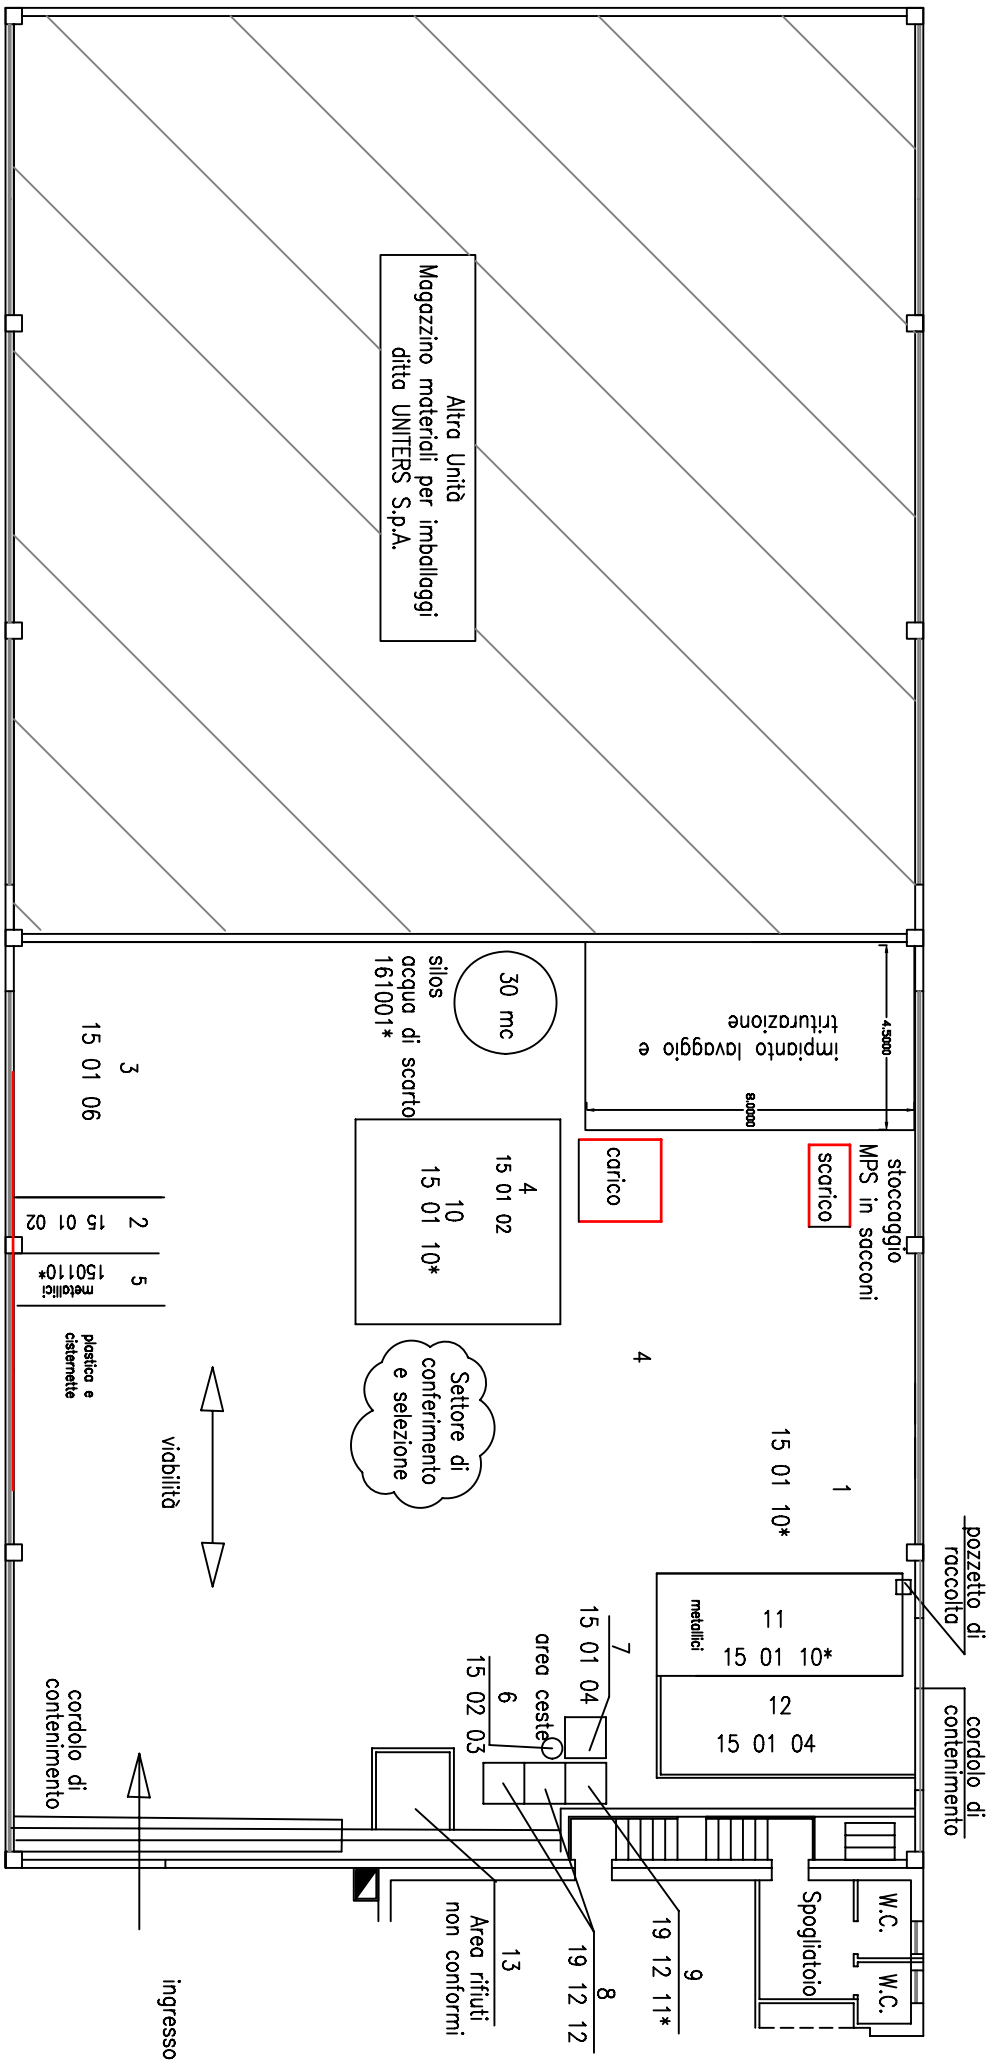 Altra Unità
Magazzino materiali per imballaggi
ditta UNITERS S.p.A.
impianto lavaggio e
triturazione
4.5000
8.0000
30 mc
silos
acqua di scarto
161001*
stoccaggio
MPS in sacconi
scarico
carico
4
15 01 02
10
15 01 10*
3
15 01 06
2
15 01 02
5
150110*
metallici
plastica e
cisternette
Settore di
conferimento
e selezione
viabilità
4
1
15 01 10*
pozzetto di
raccolta
11
15 01 10*
metallici
12
15 01 04
cordolo di
contenimento
7
15 01 04
area ceste
6
15 02 03
cordolo di
contenimento
9
19 12 11*
8
19 12 12
13
Area rifiuti
non conformi
Spogliatoio
W.C.
W.C.
ingresso